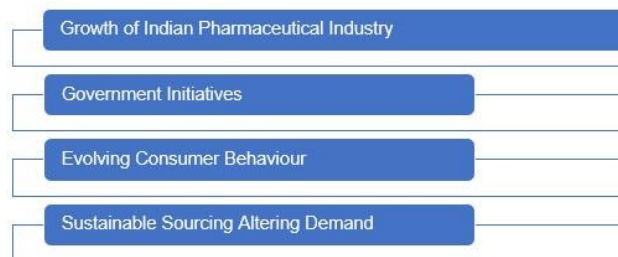 Growth of Indian Pharmaceutical Industry
Government Initiatives
Evolving Consumer Behaviour
Sustainable Sourcing Altering Demand